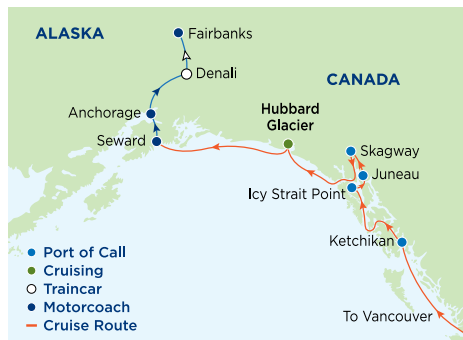 ALASKA
Fairbanks
Denali
CANADA
Anchorage
Hubbard
Glacier
Seward
Skagway
Juneau
Icy Strait Point
Ketchikan
Port of Call
Cruising
Traincar
Motorcoach
Cruise Route
To Vancouver